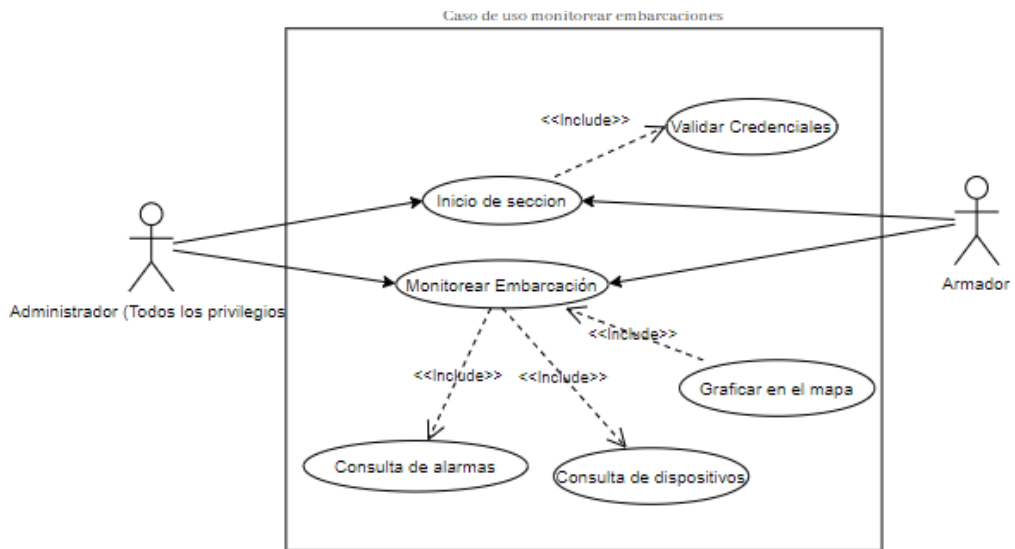 Caso de uso monitorear embarcaciones
<<Include>>
Validar Credenciales
Inicio de seccion
Monitorear Embarcación
Administrador (Todos los privilegios
Armador
<<Include>>
<<Include>>
<<Include>>
Graficar en el mapa
Consulta de alarmas
Consulta de dispositivos